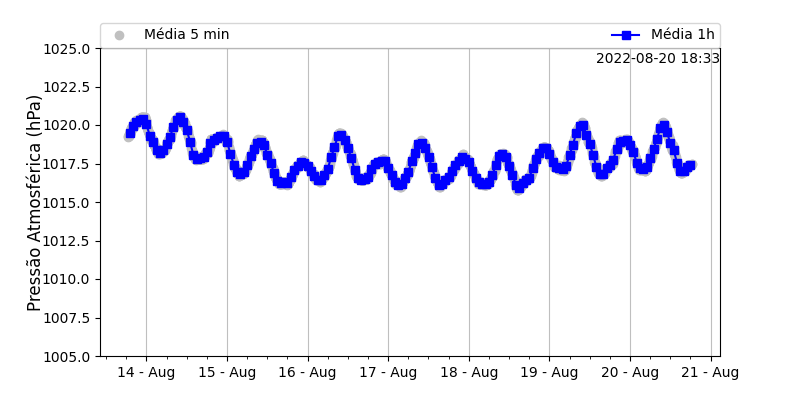 Média 5 min
Média 1h
2022-08-20 18:33
Pressão Atmosférica (hPa)
1025.0
1022.5
1020.0
1017.5
1015.0
1012.5
1010.0
1007.5
1005.0
14 - Aug
15 - Aug
16 - Aug
17 - Aug
18 - Aug
19 - Aug
20 - Aug
21 - Aug